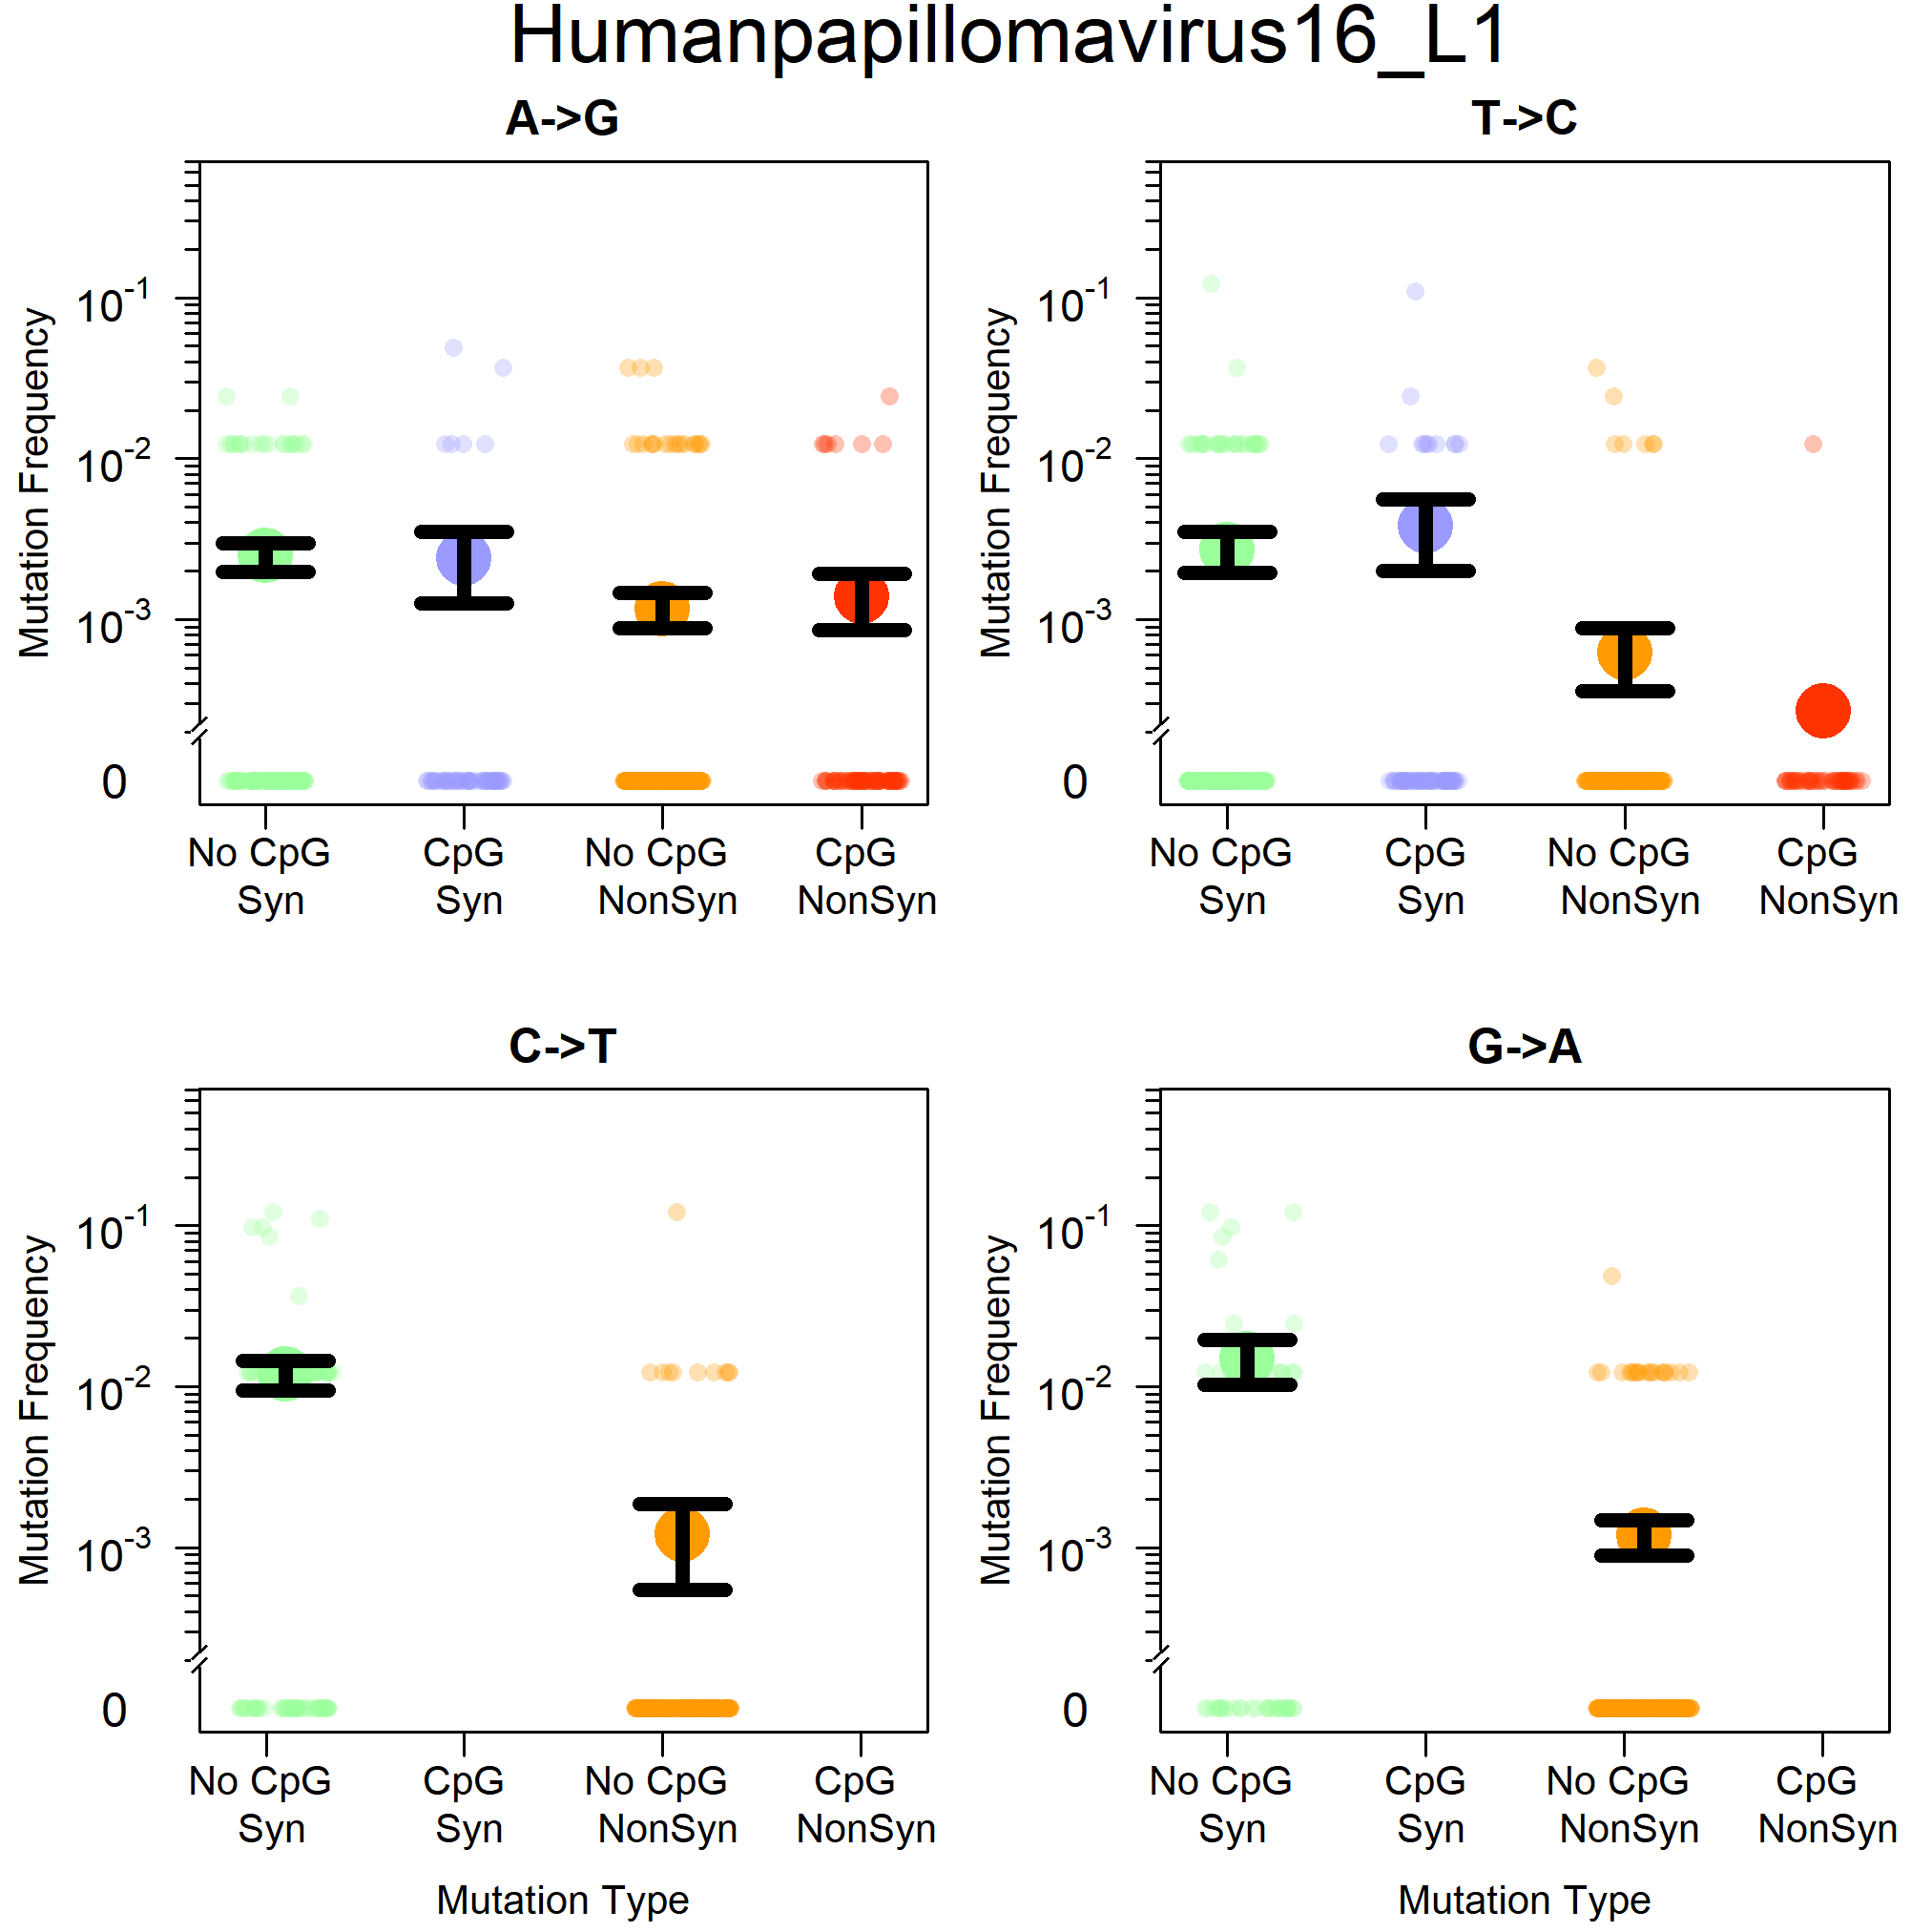 Humanpapillomavirus16_L1
A->G
T->C
Mutation Frequency
10-1
10-2
10-3
0
Mutation Frequency
10-1
10-2
10-3
0
No CpG CpG No CpG CpG
Syn Syn NonSyn NonSyn
No CpG CpG No CpG CpG
Syn Syn NonSyn NonSyn
C->T
G->A
Mutation Frequency
10-1
10-2
10-3
0
Mutation Frequency
10-1
10-2
10-3
0
No CpG CpG No CpG CpG
Syn Syn NonSyn NonSyn
No CpG CpG No CpG CpG
Syn Syn NonSyn NonSyn
Mutation Type
Mutation Type